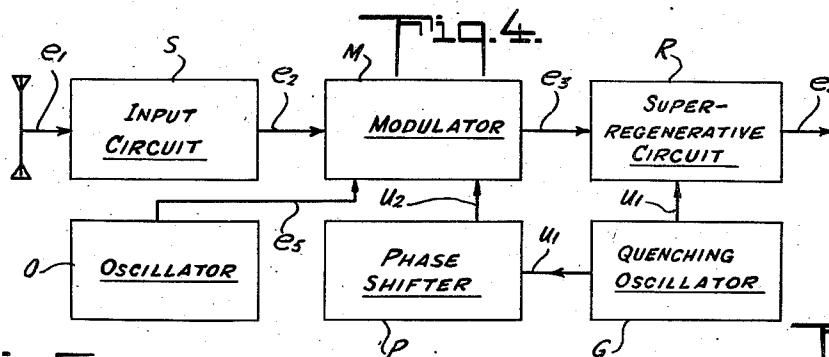 Fig. 4.
e1
S
INPUT
CIRCUIT
e2
M
MODULATOR
e3
R
SUPER-
REGENERATIVE
CIRCUIT
O
OSCILLATOR
e5
u2
PHASE
SHIFTER
P
u1
u1
QUENCHING
OSCILLATOR
G